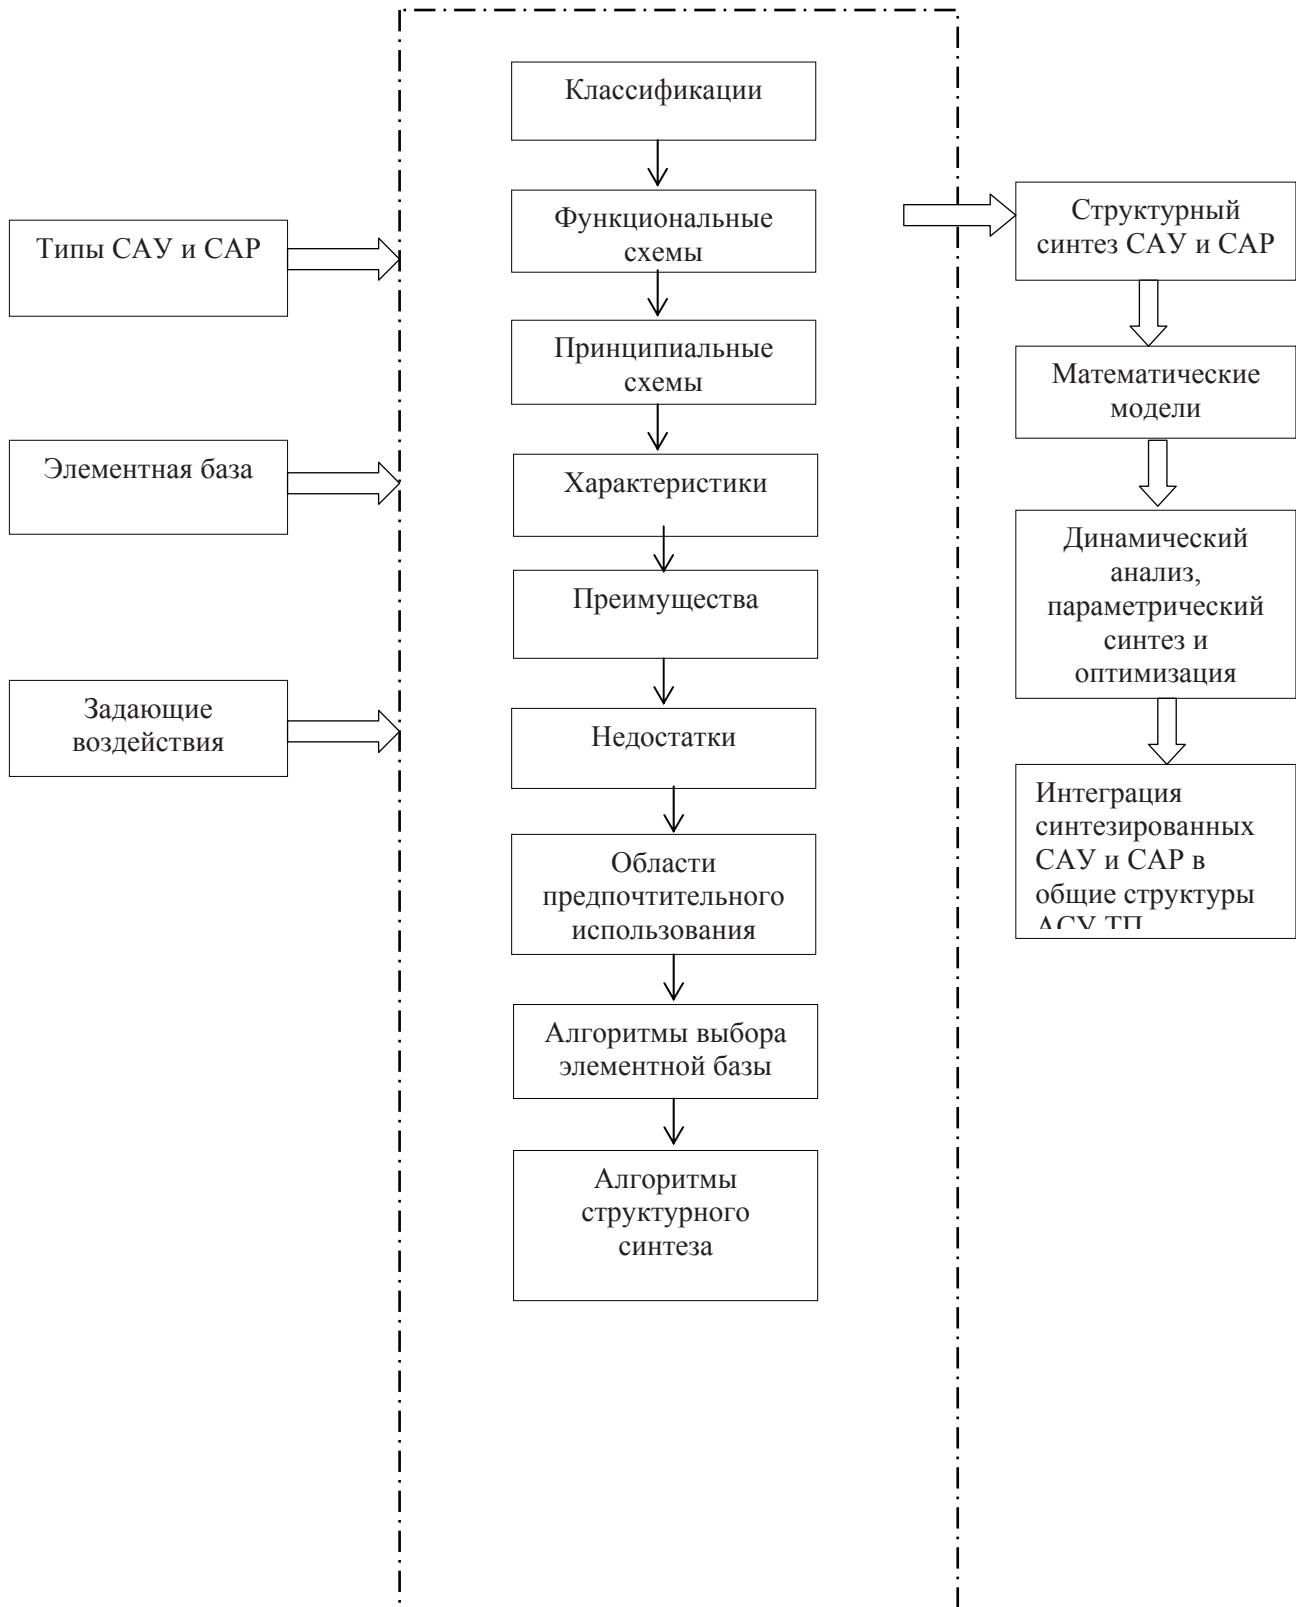 Типы САУ и САР
Элементная база
Задающие
воздействия
Классификации
Функциональные
схемы
Принципиальные
схемы
Характеристики
Преимущества
Недостатки
Области
предпочтительного
использования
Алгоритмы выбора
элементной базы
Алгоритмы
структурного
синтеза
Структурный
синтез САУ и САР
Математические
модели
Динамический
анализ,
параметрический
синтез и
оптимизация
Интеграция
синтезированных
САУ и САР в
общие структуры
АСУ ТП